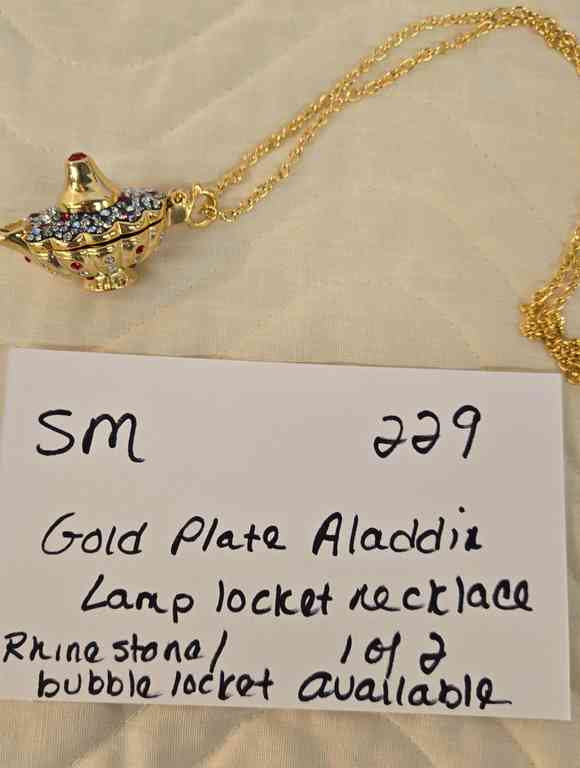 SM 229
Gold Plate Aladdin
Lamp locket necklace
Rhinestone/ 1 of 2
bubble locket available